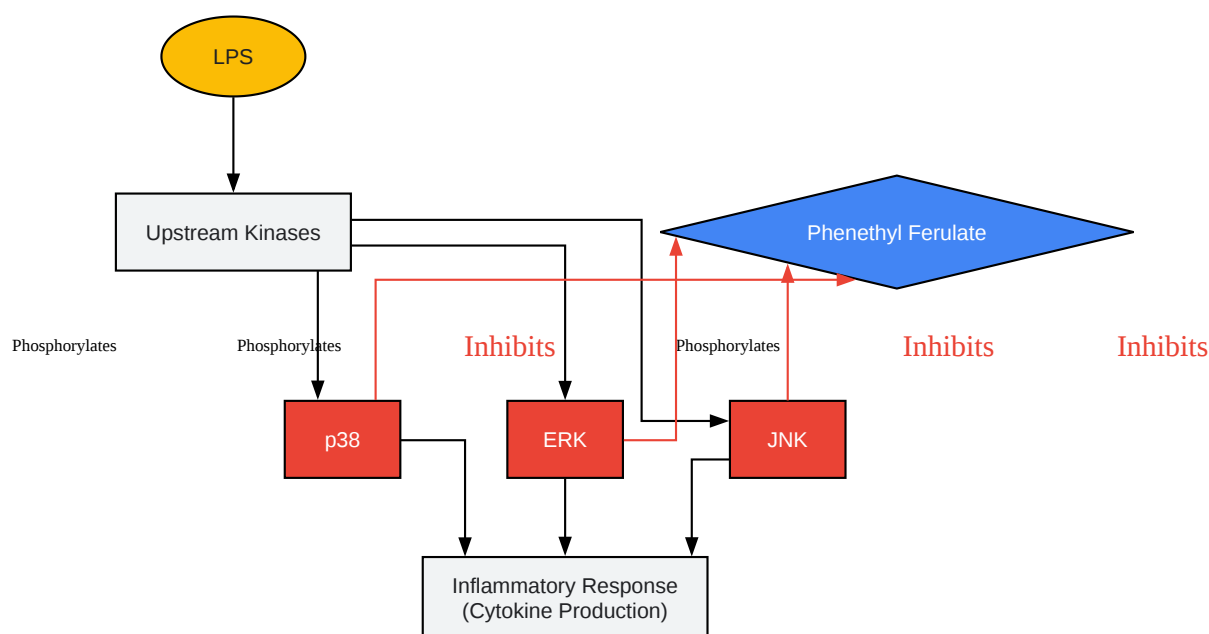 LPS
Upstream Kinases
Phenethyl Ferulate
Phosphorylates
Phosphorylates
Inhibits
Phosphorylates
Inhibits
Inhibits
p38
ERK
JNK
Inflammatory Response
(Cytokine Production)